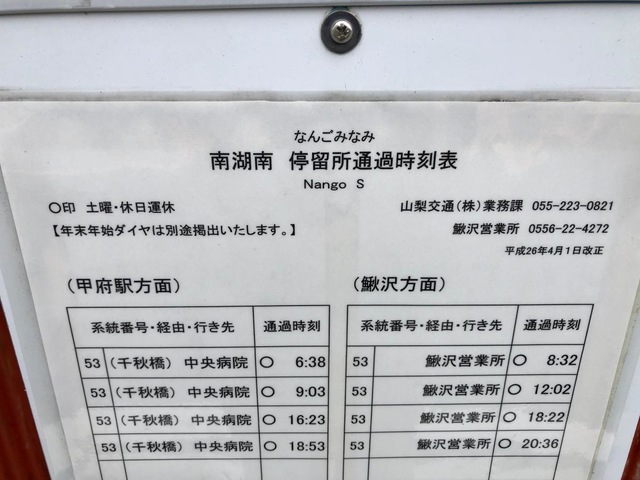 なんごみなみ
南湖南 停留所通過時刻表
Nango S
○印 土曜・休日運休
【年末年始ダイヤは別途掲出いたします。】
山梨交通(株)業務課 055-223-0821
鰍沢営業所 0556-22-4272
平成26年4月1日改正
(甲府駅方面)
系統番号・経由・行き先 通過時刻
53 (千秋橋) 中央病院 ○ 6:38
53 (千秋橋) 中央病院 ○ 9:03
53 (千秋橋) 中央病院 ○ 16:23
53 (千秋橋) 中央病院 ○ 18:53
(鰍沢方面)
系統番号・経由・行き先 通過時刻
53 鰍沢営業所 ○ 8:32
53 鰍沢営業所 ○ 12:02
53 鰍沢営業所 ○ 18:22
53 鰍沢営業所 ○ 20:36